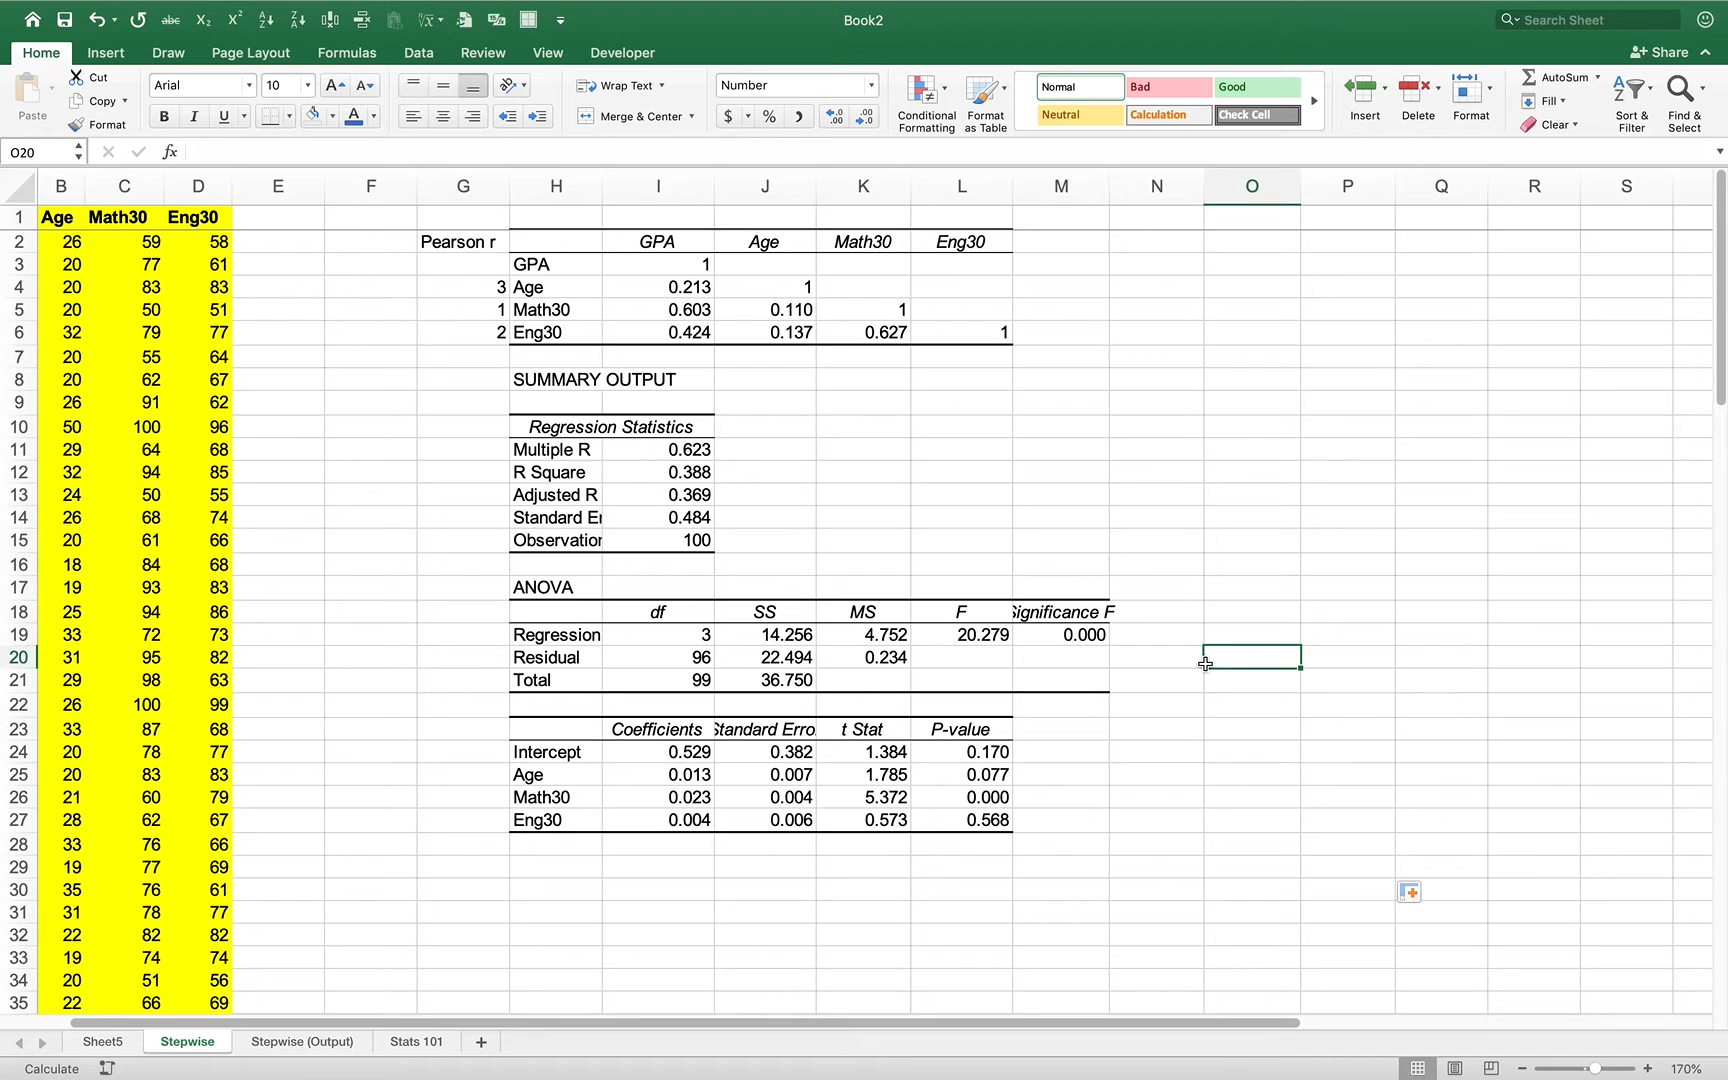 Book2
Search Sheet
Home Insert Draw Page Layout Formulas Data Review View Developer Share
Paste Cut Copy Format
Arial 10 Wrap Text Merge & Center Number
B I U $ %
Conditional Formatting Format as Table
Normal Bad Good
Neutral Calculation Check Cell
Insert Delete Format
AutoSum Fill Clear Sort & Filter Find & Select
O20 fx
B C D E F G H I J K L M N O P Q R S
1 Age Math30 Eng30
2 26 59 58 Pearson r GPA Age Math30 Eng30
3 20 77 61 GPA 1
4 20 83 83 3 Age 0.213 1
5 20 50 51 1 Math30 0.603 0.110 1
6 32 79 77 2 Eng30 0.424 0.137 0.627 1
7 20 55 64
8 20 62 67 SUMMARY OUTPUT
9 26 91 62
10 50 100 96 Regression Statistics
11 29 64 68 Multiple R 0.623
12 32 94 85 R Square 0.388
13 24 50 55 Adjusted R 0.369
14 26 68 74 Standard Er 0.484
15 20 61 66 Observation 100
16 18 84 68
17 19 93 83 ANOVA
18 25 94 86 df SS MS F Significance F
19 33 72 73 Regression 3 14.256 4.752 20.279 0.000
20 31 95 82 Residual 96 22.494 0.234
21 29 98 63 Total 99 36.750
22 26 100 99
23 33 87 68 Coefficients Standard Erro t Stat P-value
24 20 78 77 Intercept 0.529 0.382 1.384 0.170
25 20 83 83 Age 0.013 0.007 1.785 0.077
26 21 60 79 Math30 0.023 0.004 5.372 0.000
27 28 62 67 Eng30 0.004 0.006 0.573 0.568
28 33 76 66
29 19 77 69
30 35 76 61
31 31 78 77
32 22 82 82
33 19 74 74
34 20 51 56
35 22 66 69
Sheet5 Stepwise Stepwise (Output) Stats 101 +
Calculate 170%